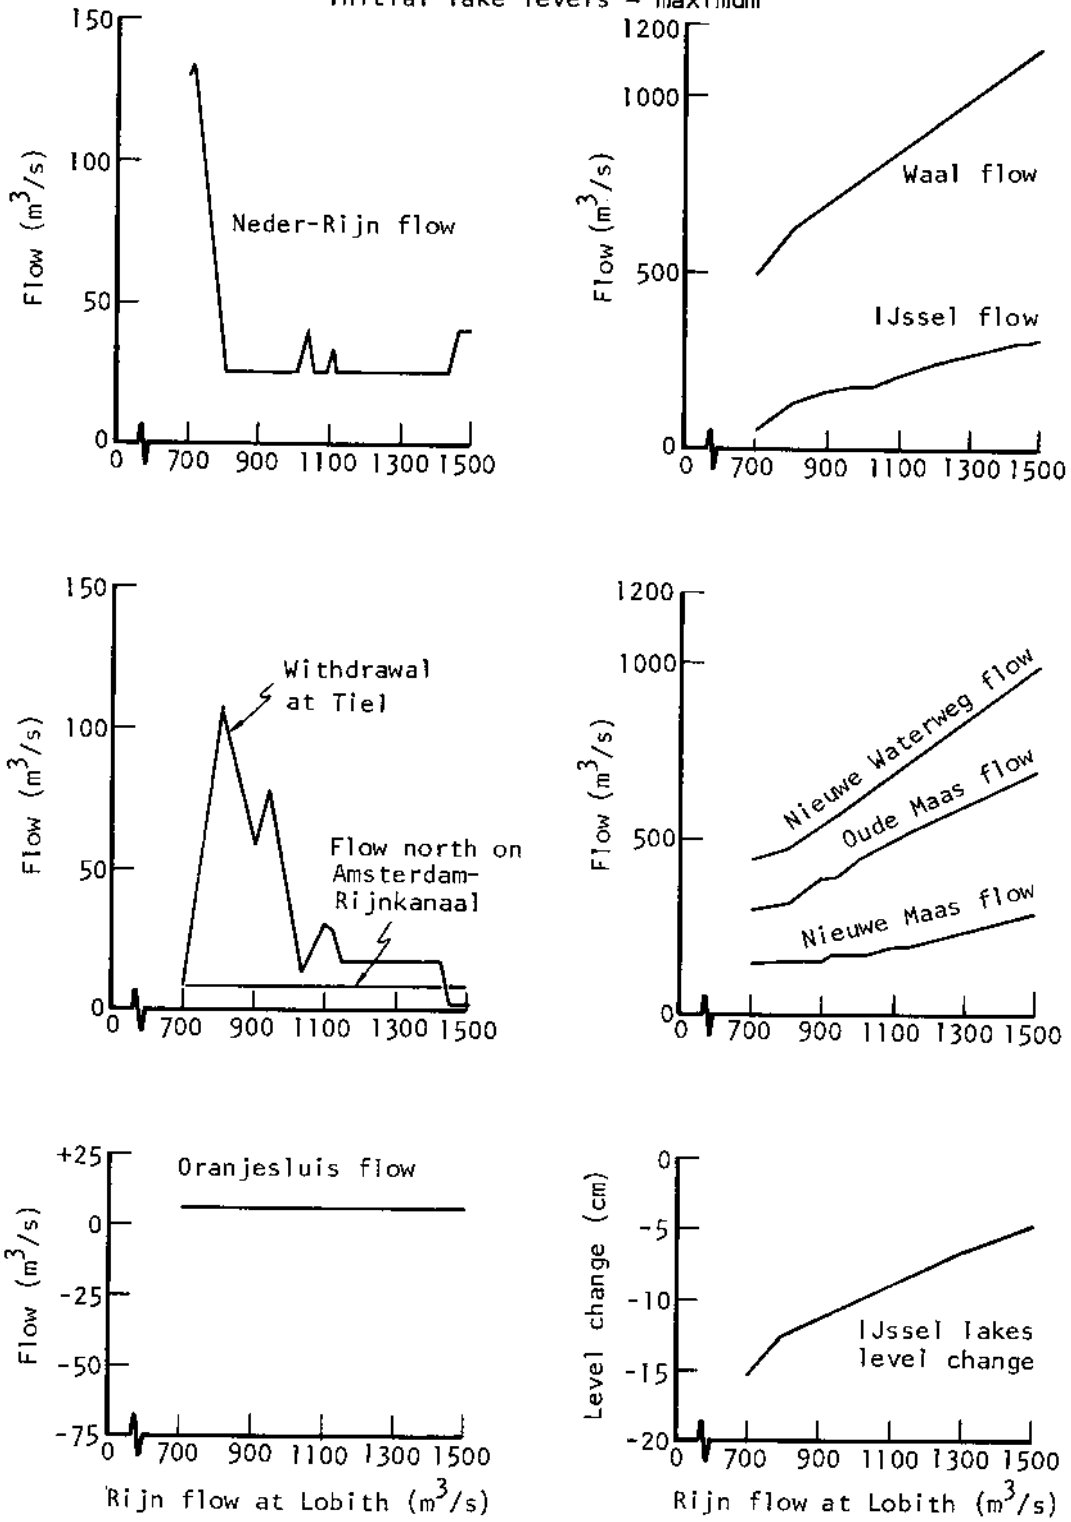 Initial lake levels = maximum
150
100
50
0
Flow (m³/s)
Neder-Rijn flow
0 700 900 1100 1300 1500
1200
1000
500
0
Flow (m³/s)
Waal flow
IJssel flow
0 700 900 1100 1300 1500
150
100
50
0
Flow (m³/s)
Withdrawal
at Tiel
Flow north on
Amsterdam-
Rijnkanaal
0 700 900 1100 1300 1500
1200
1000
500
0
Flow (m³/s)
Nieuwe Waterweg flow
Oude Maas flow
Nieuwe Maas flow
0 700 900 1100 1300 1500
+25
0
-25
-50
-75
Flow (m³/s)
Oranjesluis flow
0 700 900 1100 1300 1500
Rijn flow at Lobith (m³/s)
0
-5
-10
-15
-20
Level change (cm)
IJssel lakes
level change
0 700 900 1100 1300 1500
Rijn flow at Lobith (m³/s)